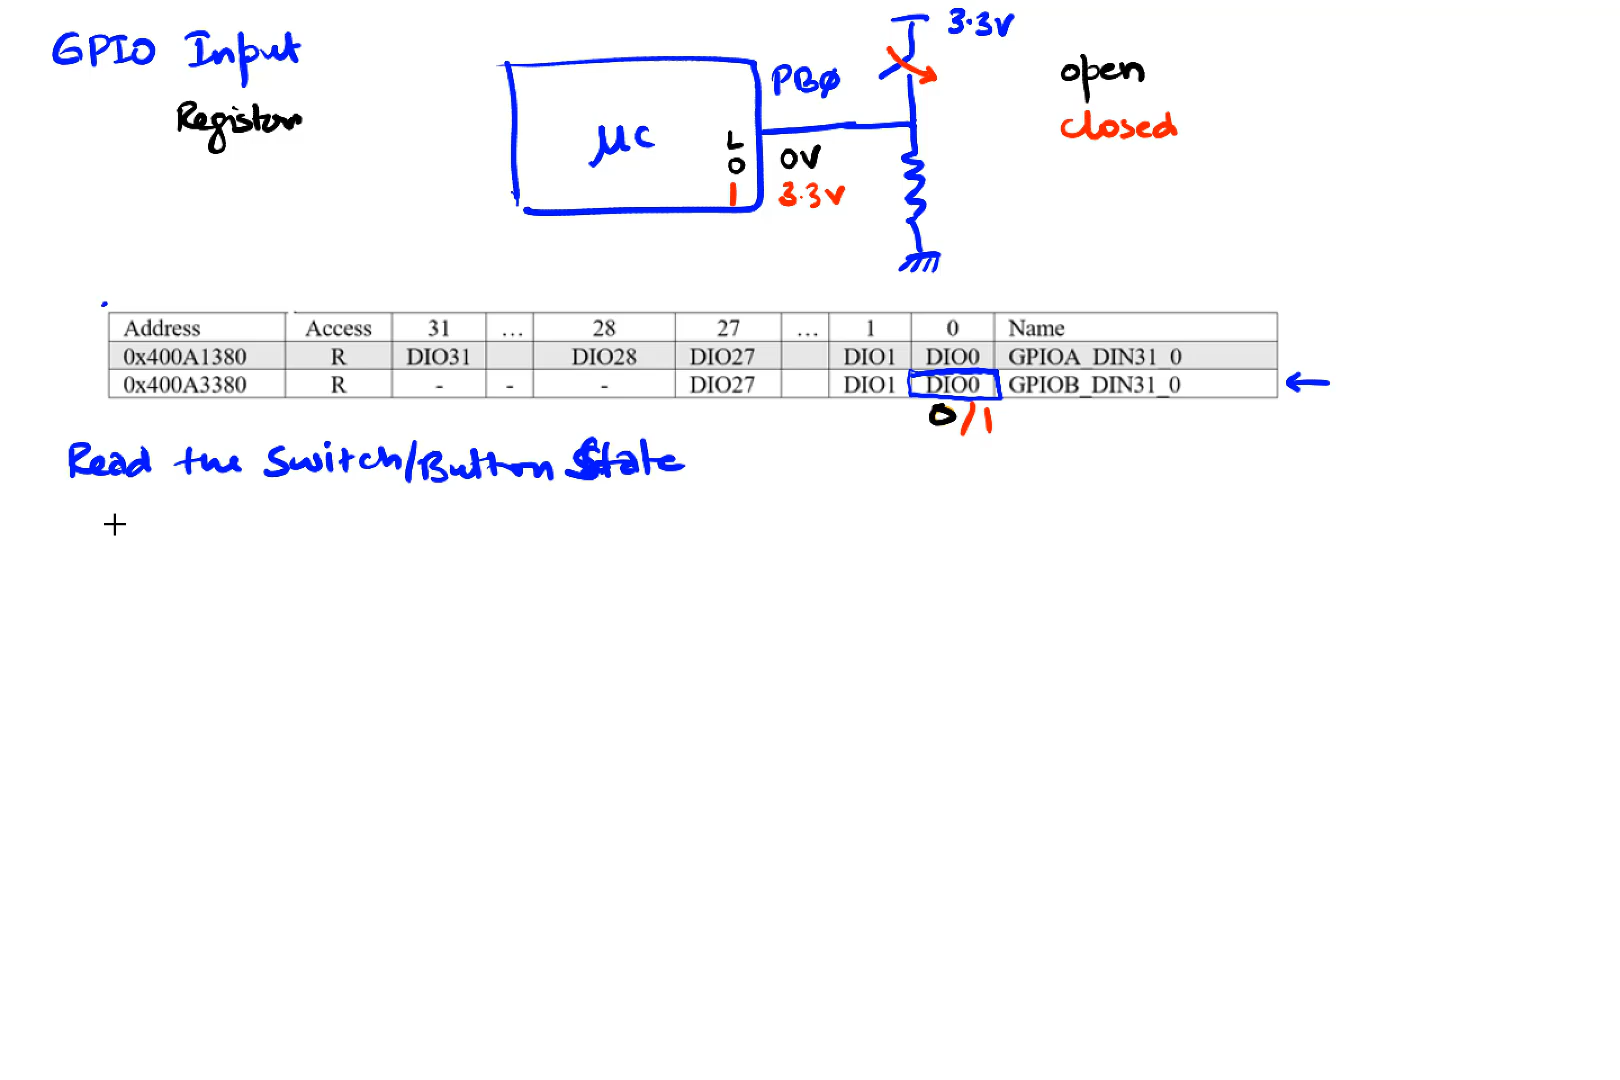 GPIO Input
Registers
µC
PBø
3.3V
open
closed
L
0
1
0V
3.3V
Address Access 31 ... 28 27 ... 1 0 Name
0x400A1380 R DIO31 DIO28 DIO27 DIO1 DIO0 GPIOA_DIN31_0
0x400A3380 R - - - DIO27 DIO1 DIO0 GPIOB_DIN31_0
0/1
Read the Switch/Button State